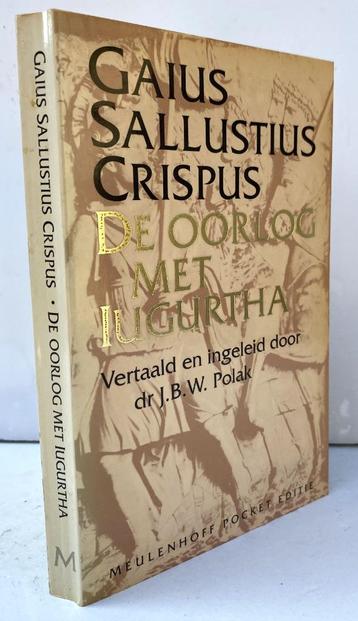 GAIUS SALLUSTIUS CRISPUS • DE OORLOG MET IUGURTHA
M
GAIUS
SALLUSTIUS
CRISPUS
DE OORLOG
MET
IUGURTHA
Vertaald en ingeleid door
dr J.B.W. Polak
MEULENHOFF POCKET EDITIE